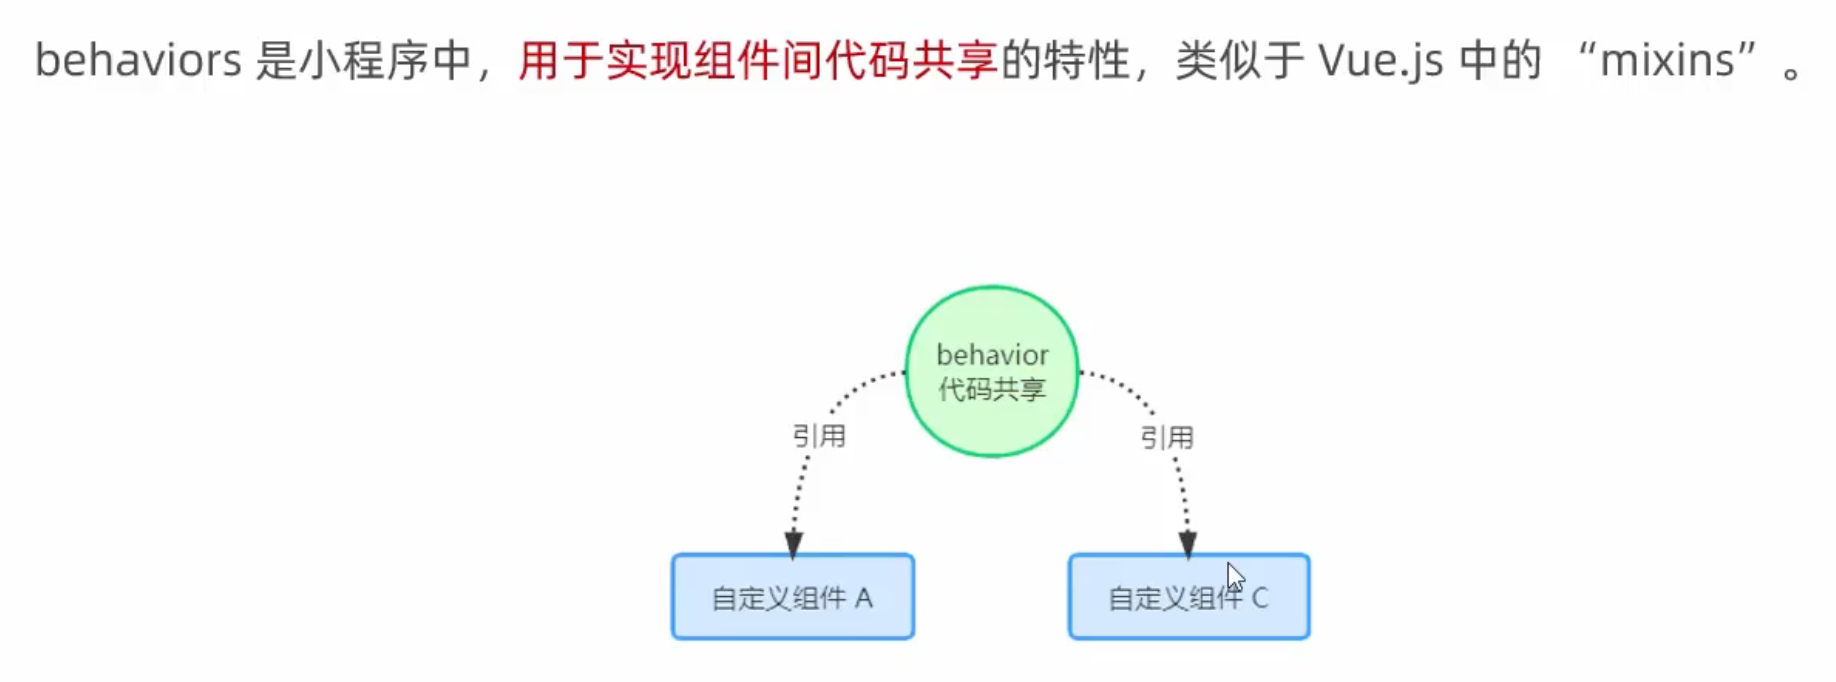 behaviors 是小程序中，用于实现组件间代码共享的特性，类似于 Vue.js 中的 “mixins” 。
behavior
代码共享
引用
引用
自定义组件 A
自定义组件 C